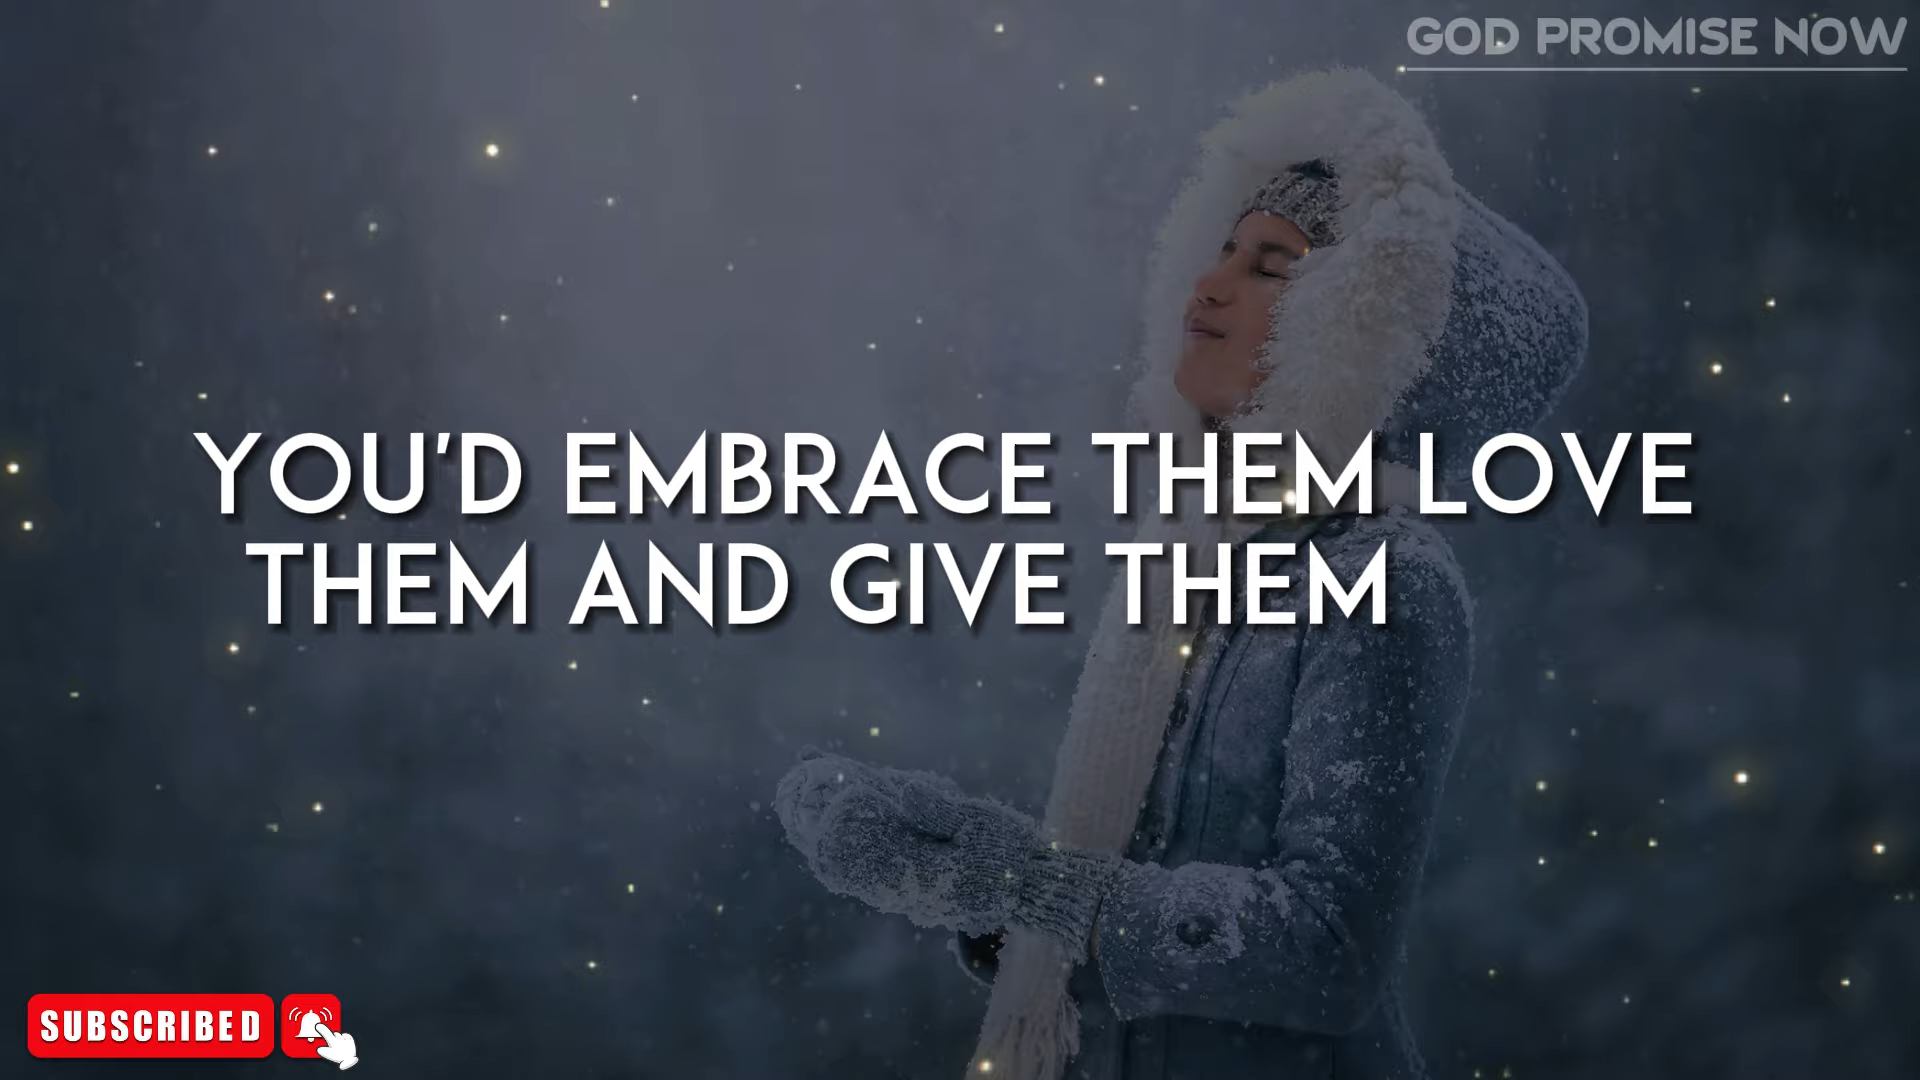 GOD PROMISE NOW
YOU'D EMBRACE THEM LOVE
THEM AND GIVE THEM
SUBSCRIBED